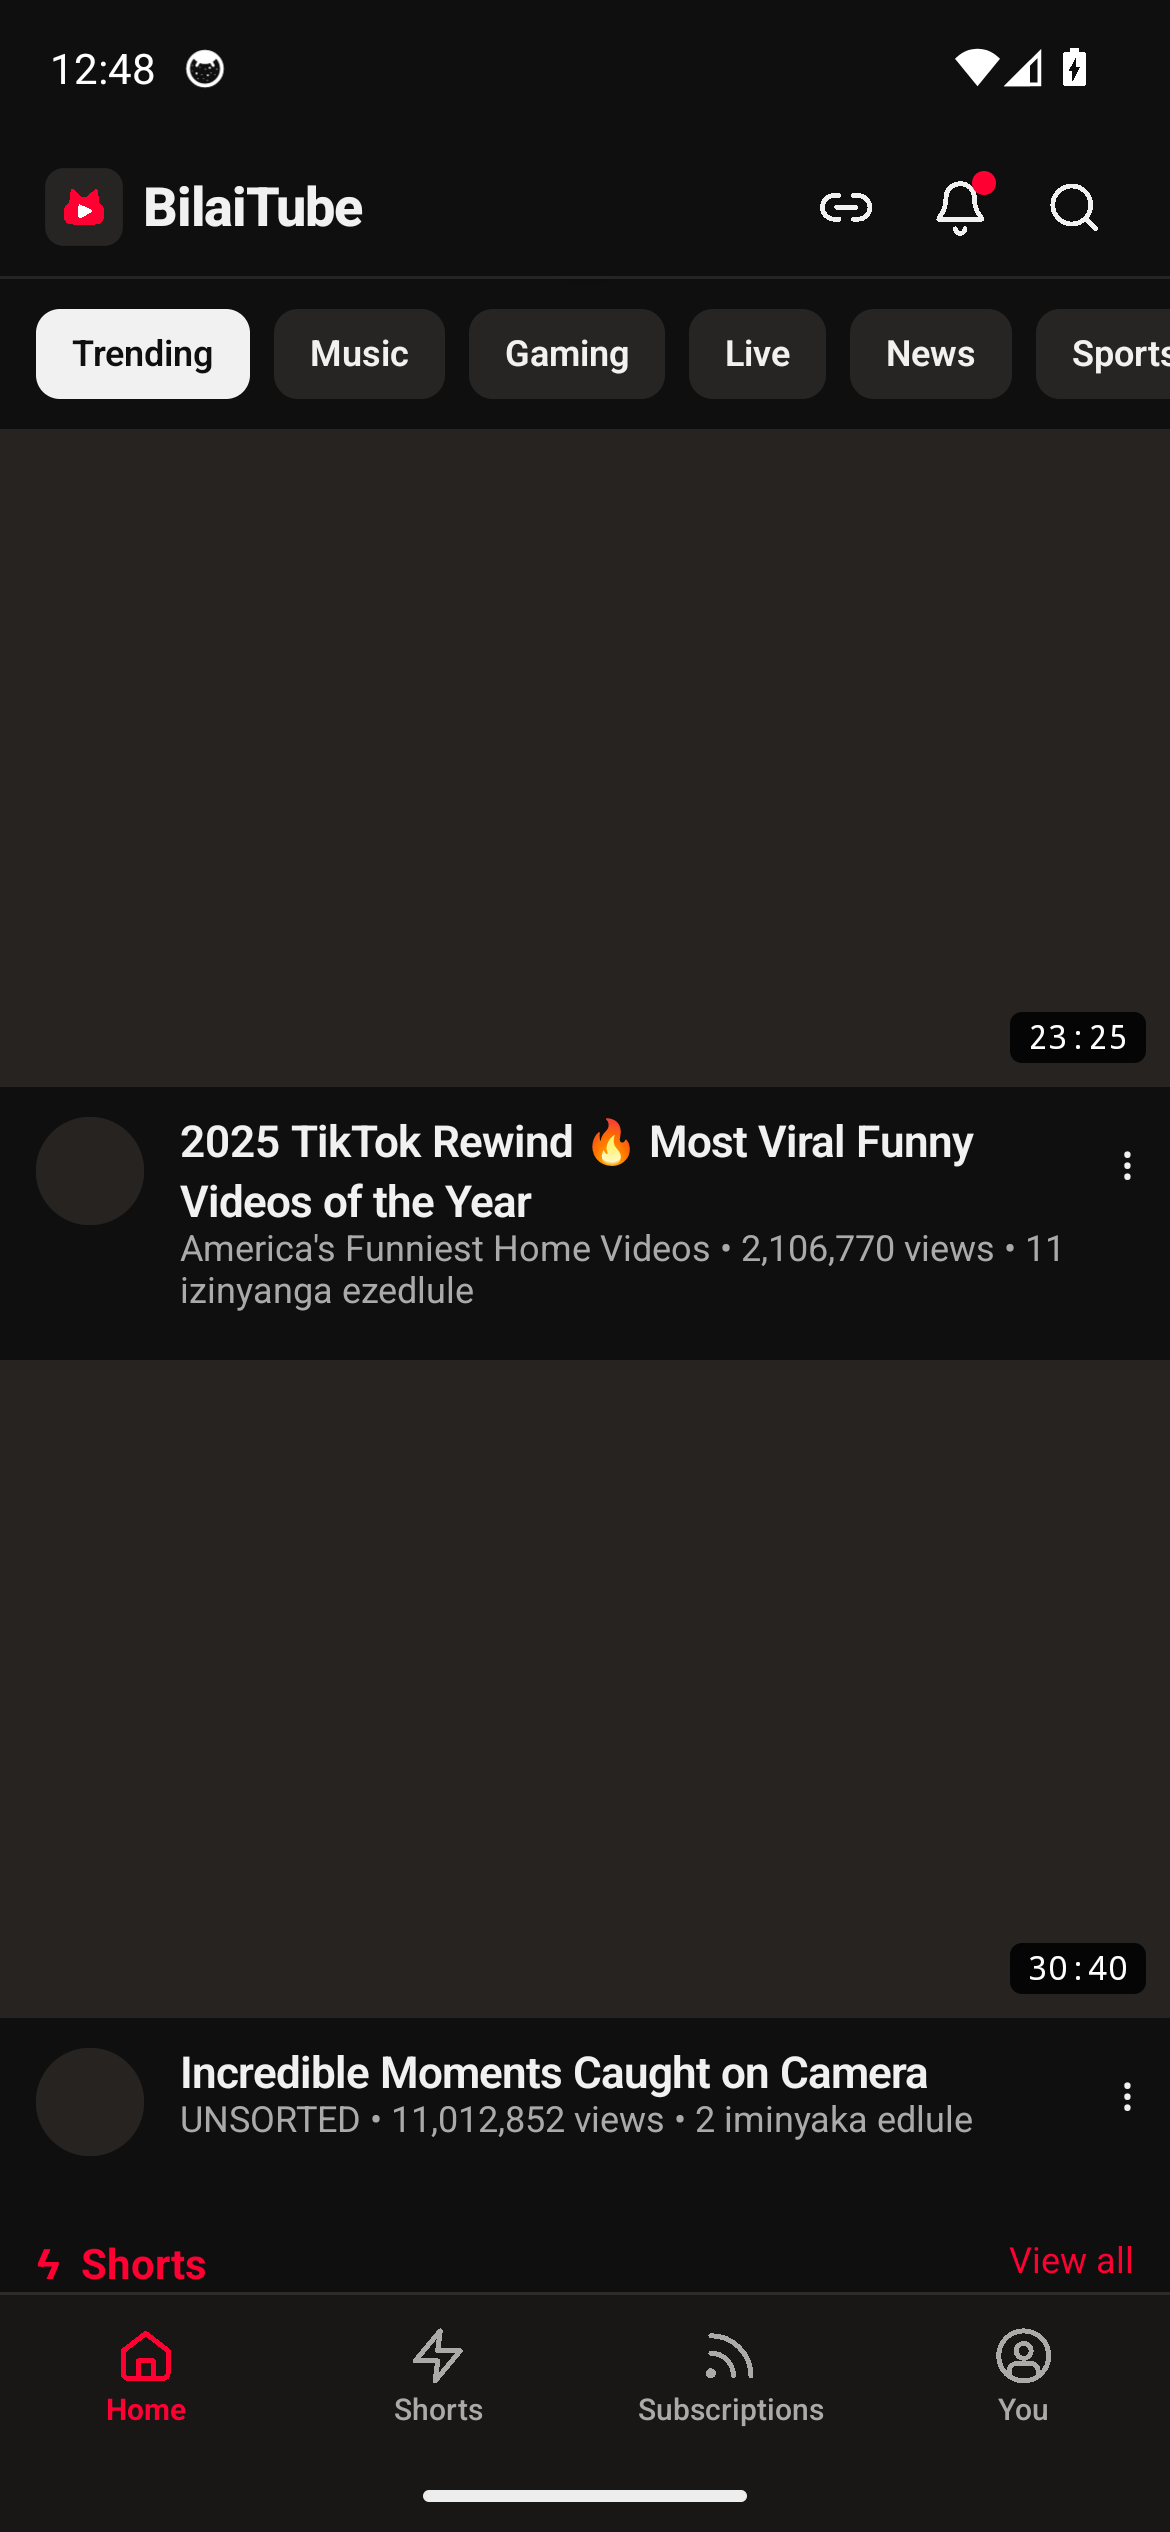 12:48
BilaiTube
Trending
Music
Gaming
Live
News
Sports
23:25
2025 TikTok Rewind 🔥 Most Viral Funny
Videos of the Year
America's Funniest Home Videos • 2,106,770 views • 11
izinyanga ezedlule
30:40
Incredible Moments Caught on Camera
UNSORTED • 11,012,852 views • 2 iminyaka edlule
Shorts
View all
Home
Shorts
Subscriptions
You